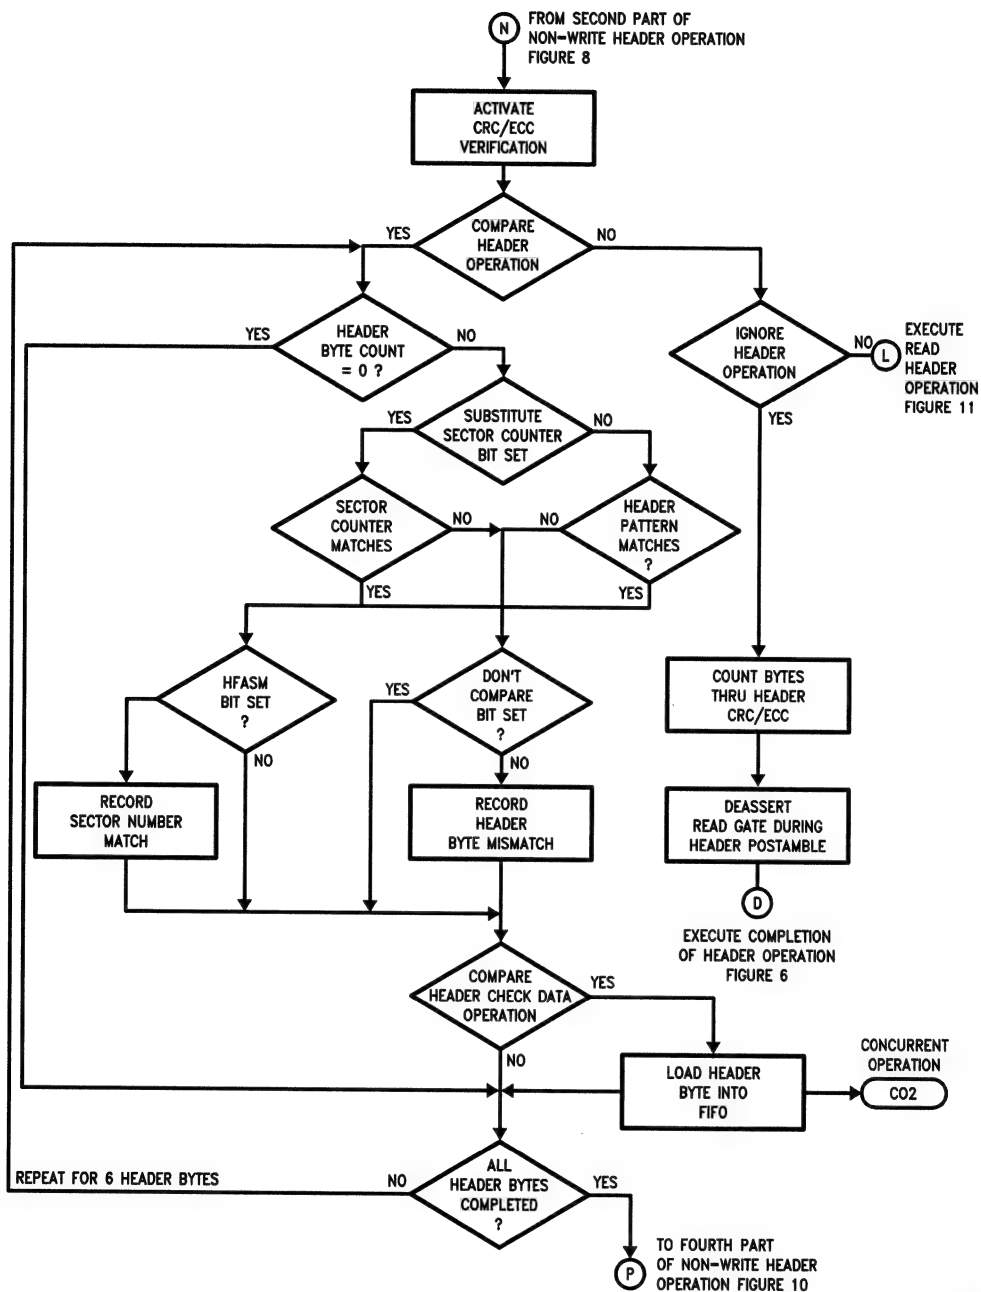 N
FROM SECOND PART OF
NON-WRITE HEADER OPERATION
FIGURE 8
ACTIVATE
CRC/ECC
VERIFICATION
COMPARE
HEADER
OPERATION
YES
NO
HEADER
BYTE COUNT
= 0 ?
YES
NO
IGNORE
HEADER
OPERATION
NO
L
EXECUTE
READ
HEADER
OPERATION
FIGURE 11
YES
SUBSTITUTE
SECTOR COUNTER
BIT SET
YES
NO
SECTOR
COUNTER
MATCHES
NO
YES
HEADER
PATTERN
MATCHES
?
NO
YES
HFASM
BIT SET
?
NO
DON'T
COMPARE
BIT SET
?
YES
NO
COUNT BYTES
THRU HEADER
CRC/ECC
RECORD
SECTOR NUMBER
MATCH
RECORD
HEADER
BYTE MISMATCH
DEASSERT
READ GATE DURING
HEADER POSTAMBLE
D
EXECUTE COMPLETION
OF HEADER OPERATION
FIGURE 6
COMPARE
HEADER CHECK DATA
OPERATION
YES
NO
LOAD HEADER
BYTE INTO
FIFO
CONCURRENT
OPERATION
CO2
ALL
HEADER BYTES
COMPLETED
?
NO
REPEAT FOR 6 HEADER BYTES
YES
P
TO FOURTH PART
OF NON-WRITE HEADER
OPERATION FIGURE 10